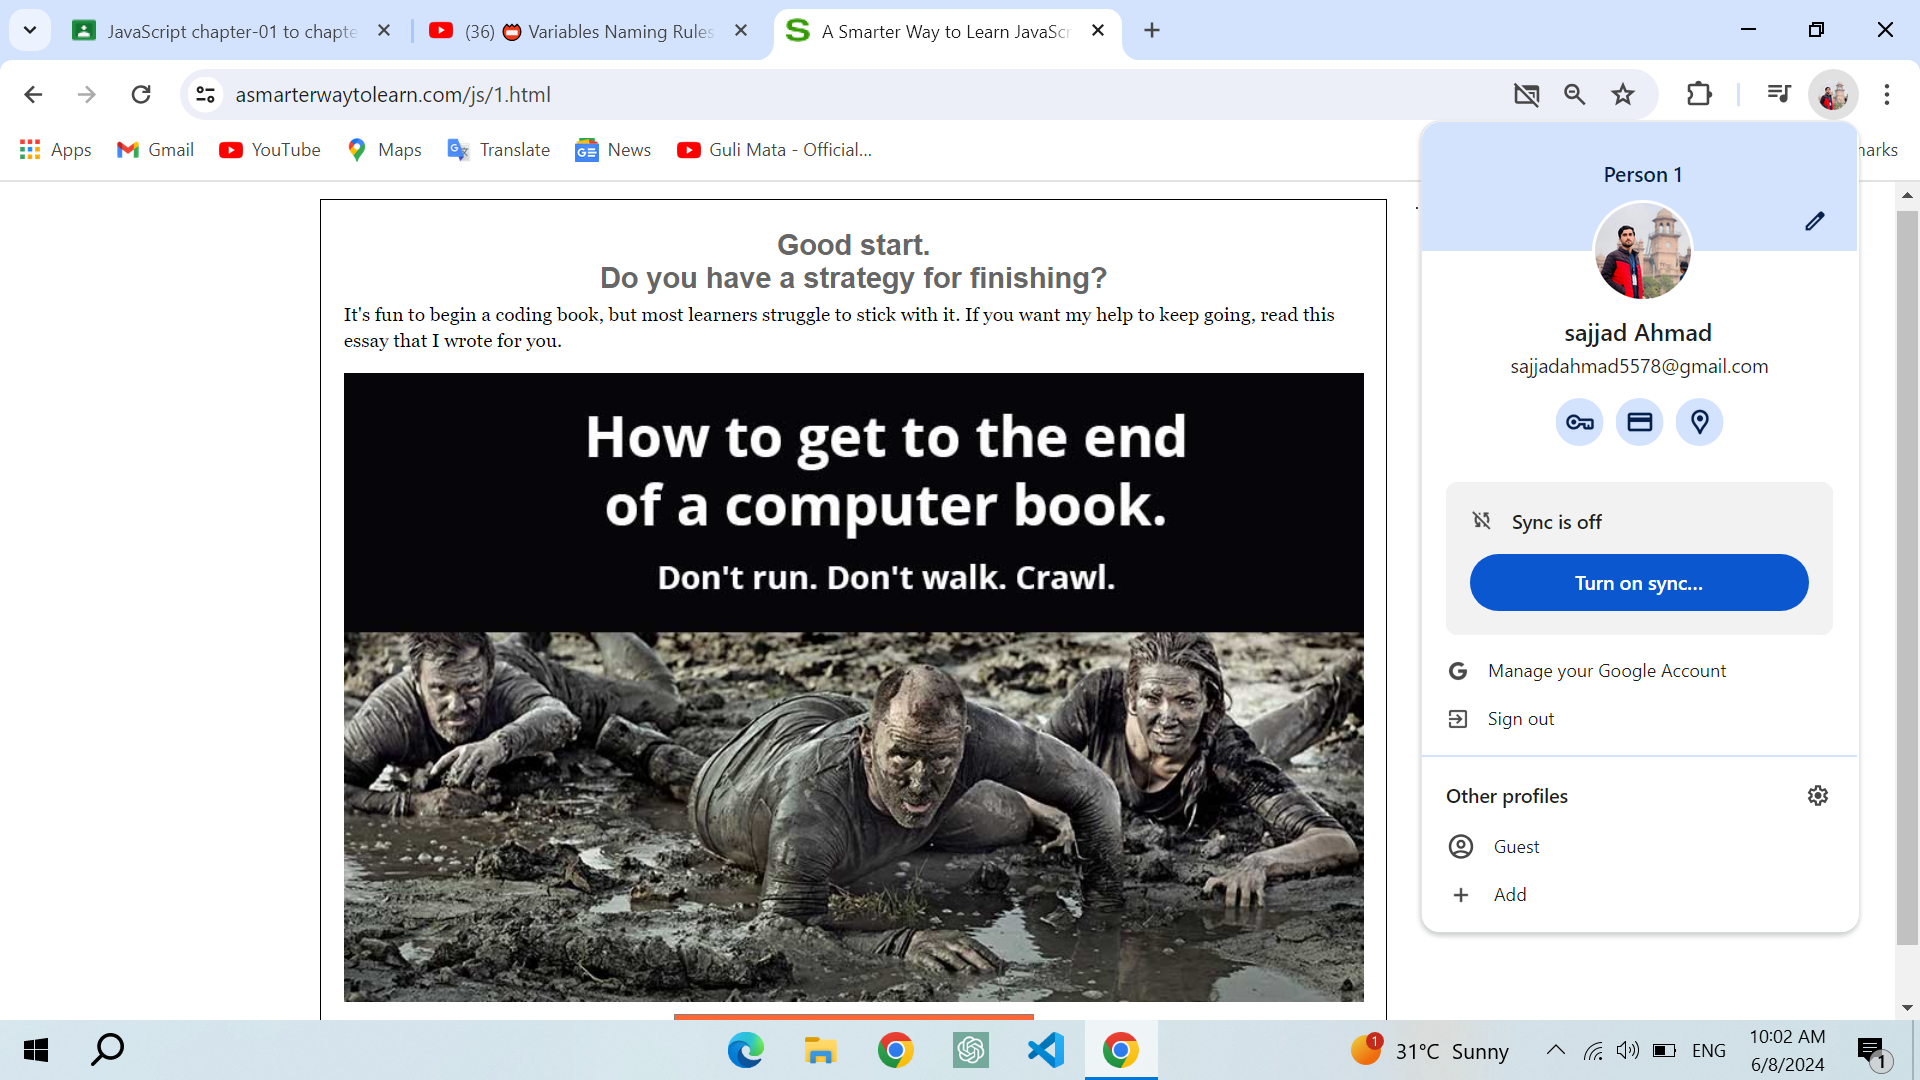 JavaScript chapter-01 to chapte
(36) 📛 Variables Naming Rules
A Smarter Way to Learn JavaScr
asmarterwaytolearn.com/js/1.html
Apps
Gmail
YouTube
Maps
Translate
News
Guli Mata - Official...
arks
Good start.
Do you have a strategy for finishing?
It's fun to begin a coding book, but most learners struggle to stick with it. If you want my help to keep going, read this
essay that I wrote for you.
How to get to the end
of a computer book.
Don't run. Don't walk. Crawl.
Person 1
sajjad Ahmad
sajjadahmad5578@gmail.com
Sync is off
Turn on sync...
Manage your Google Account
Sign out
Other profiles
Guest
Add
1
31°C Sunny
ENG
10:02 AM
6/8/2024
1